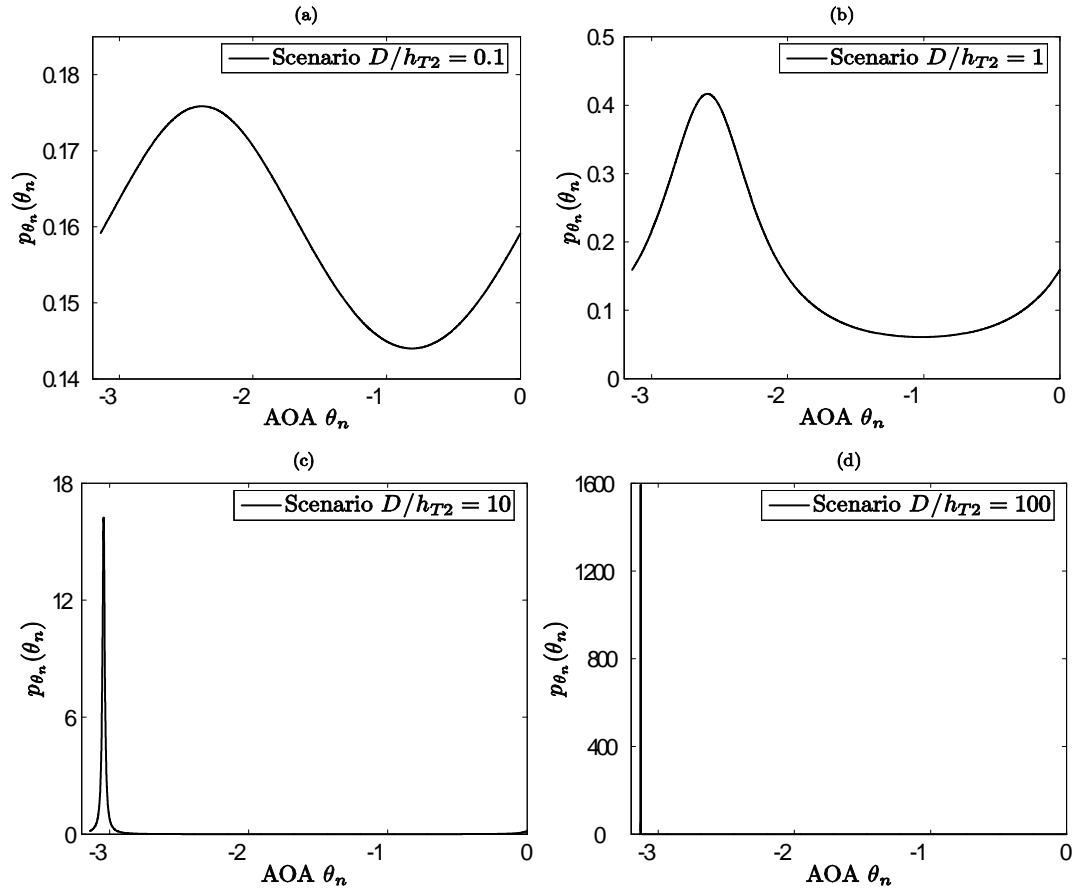 (a)
Scenario D/h_{T2} = 0.1
0.18
0.17
0.16
0.15
0.14
p_{θ_n}(θ_n)
-3 -2 -1 0
AOA θ_n
(b)
Scenario D/h_{T2} = 1
0.5
0.4
0.3
0.2
0.1
0
p_{θ_n}(θ_n)
-3 -2 -1 0
AOA θ_n
(c)
Scenario D/h_{T2} = 10
18
12
6
0
p_{θ_n}(θ_n)
-3 -2 -1 0
AOA θ_n
(d)
Scenario D/h_{T2} = 100
1600
1200
800
400
0
p_{θ_n}(θ_n)
-3 -2 -1 0
AOA θ_n